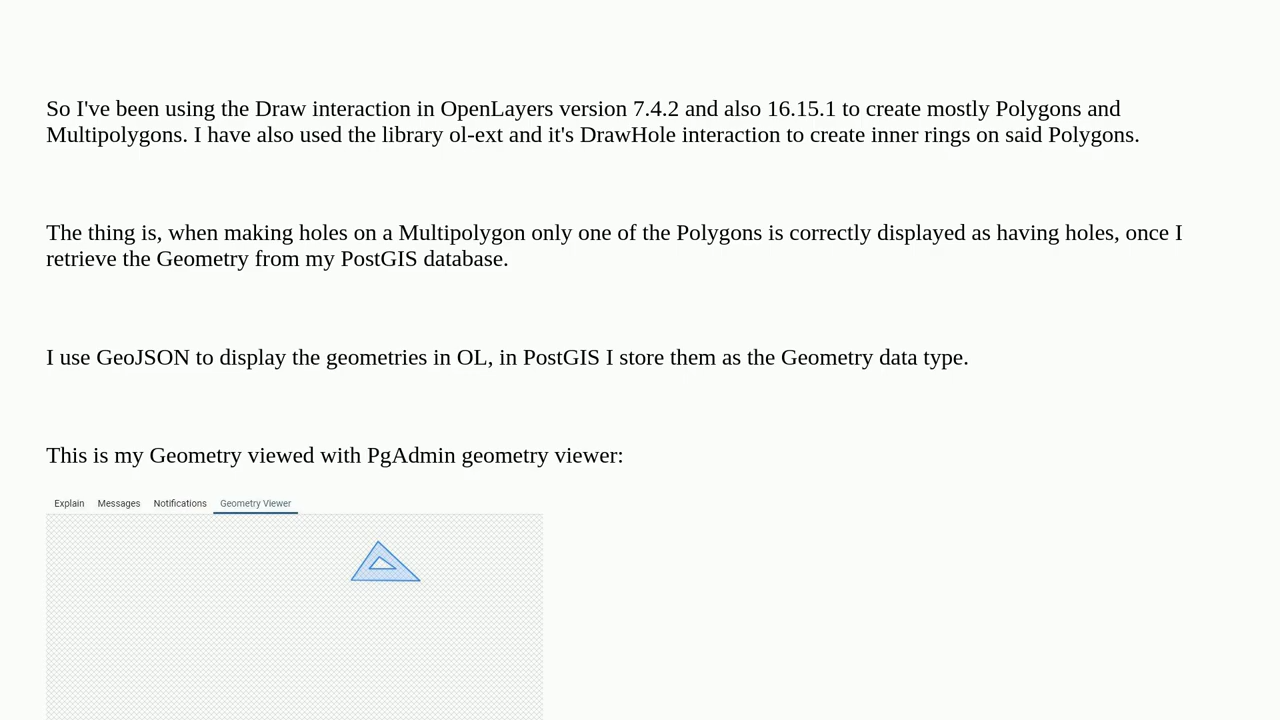 So I've been using the Draw interaction in OpenLayers version 7.4.2 and also 16.15.1 to create mostly Polygons and
Multipolygons. I have also used the library ol-ext and it's DrawHole interaction to create inner rings on said Polygons.
The thing is, when making holes on a Multipolygon only one of the Polygons is correctly displayed as having holes, once I
retrieve the Geometry from my PostGIS database.
I use GeoJSON to display the geometries in OL, in PostGIS I store them as the Geometry data type.
This is my Geometry viewed with PgAdmin geometry viewer:
Explain Messages Notifications Geometry Viewer